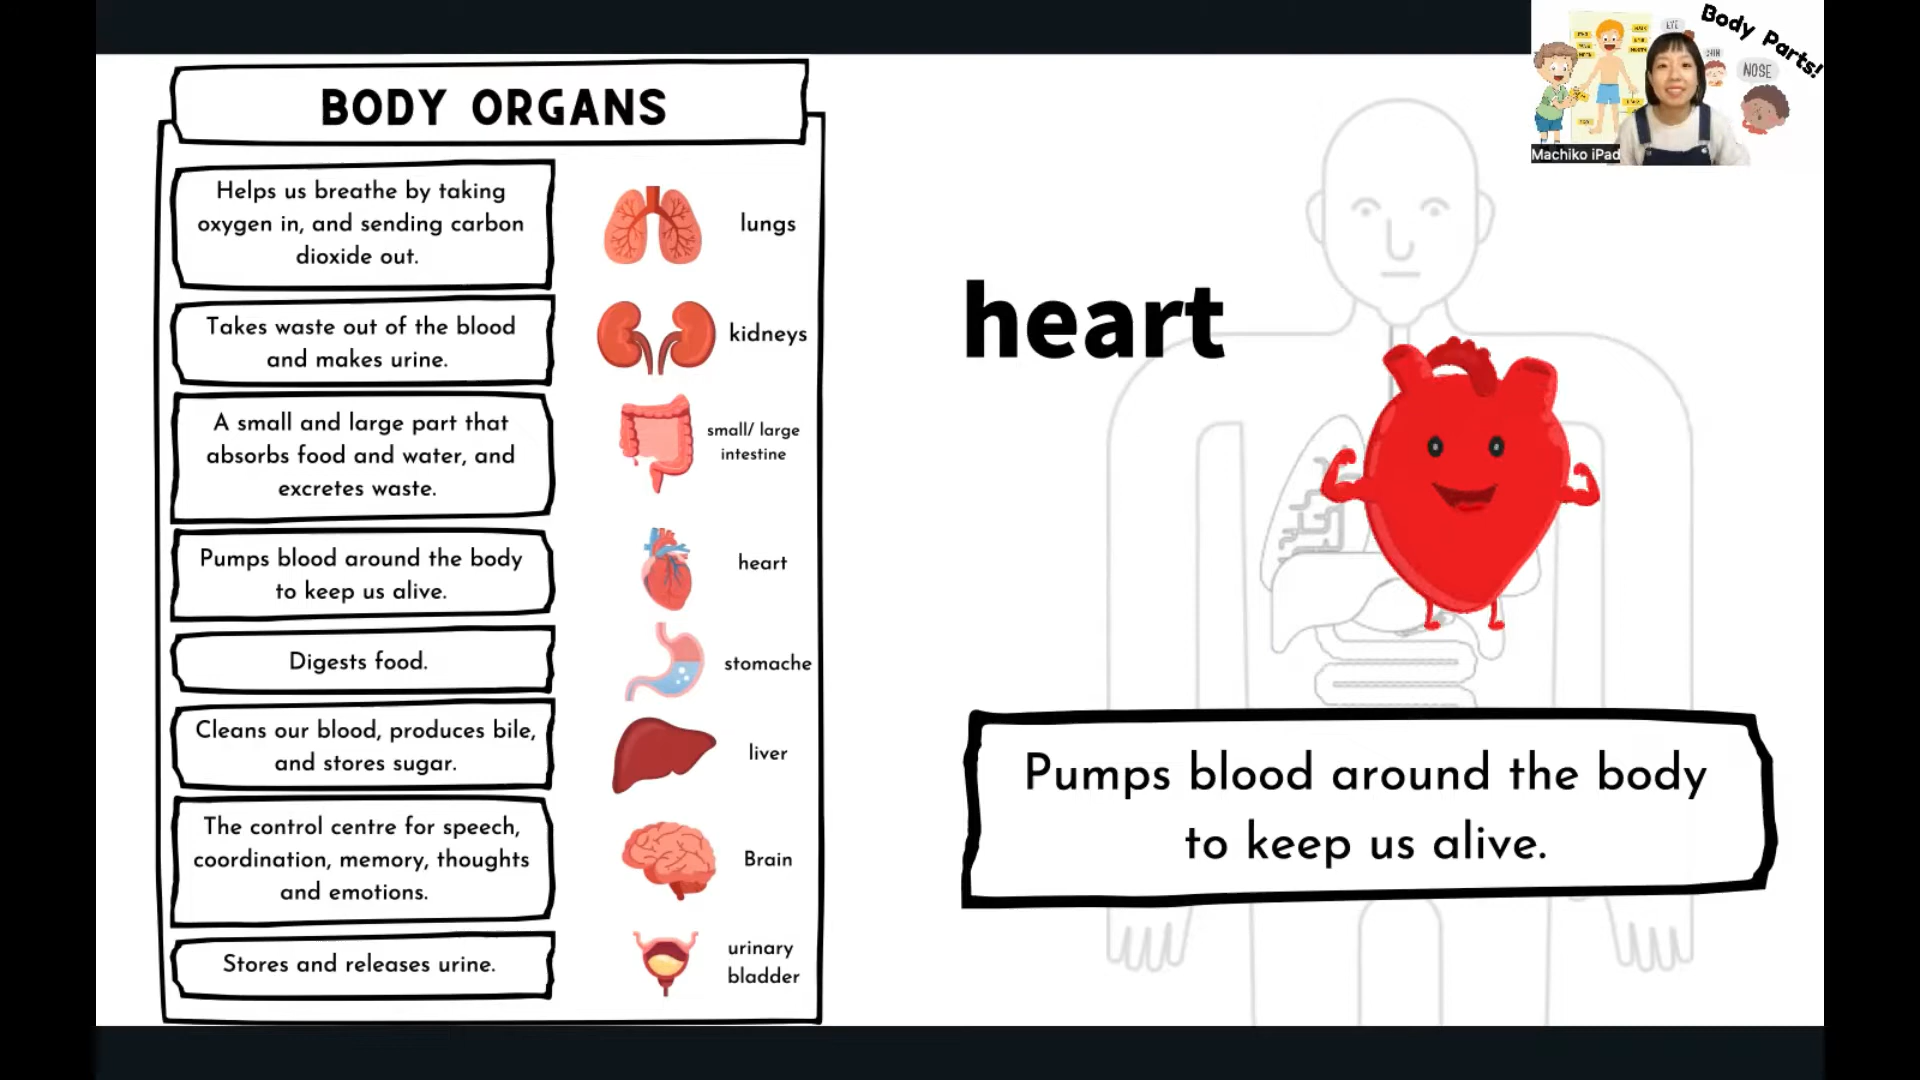 BODY ORGANS
Helps us breathe by taking
oxygen in, and sending carbon
dioxide out.
lungs
Takes waste out of the blood
and makes urine.
kidneys
A small and large part that
absorbs food and water, and
excretes waste.
small/ large
intestine
Pumps blood around the body
to keep us alive.
heart
Digests food.
stomache
Cleans our blood, produces bile,
and stores sugar.
liver
The control centre for speech,
coordination, memory, thoughts
and emotions.
Brain
Stores and releases urine.
urinary
bladder
heart
Pumps blood around the body
to keep us alive.
Body Parts!
EYE
NOSE
Machiko iPad